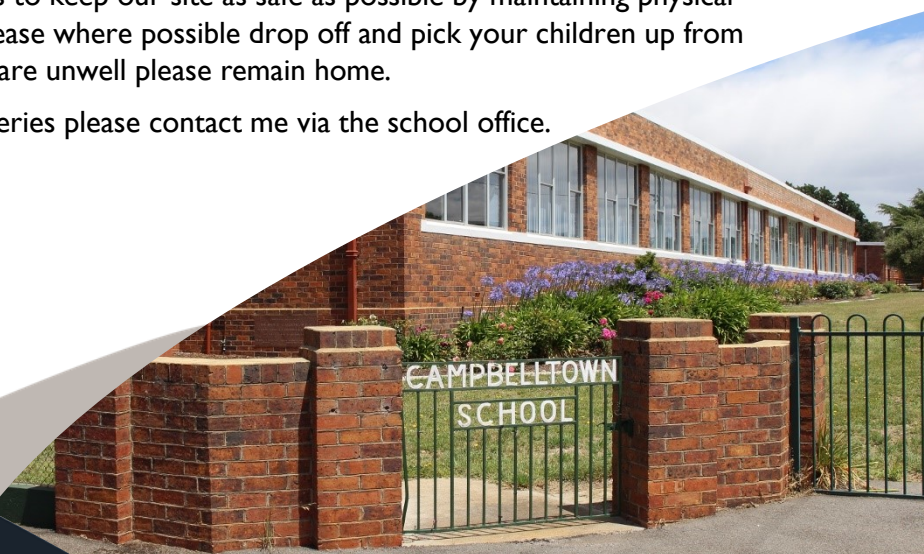 to keep our site as safe as possible by maintaining physical
ease where possible drop off and pick your children up from
are unwell please remain home.
eries please contact me via the school office.
CAMPBELLTOWN
SCHOOL